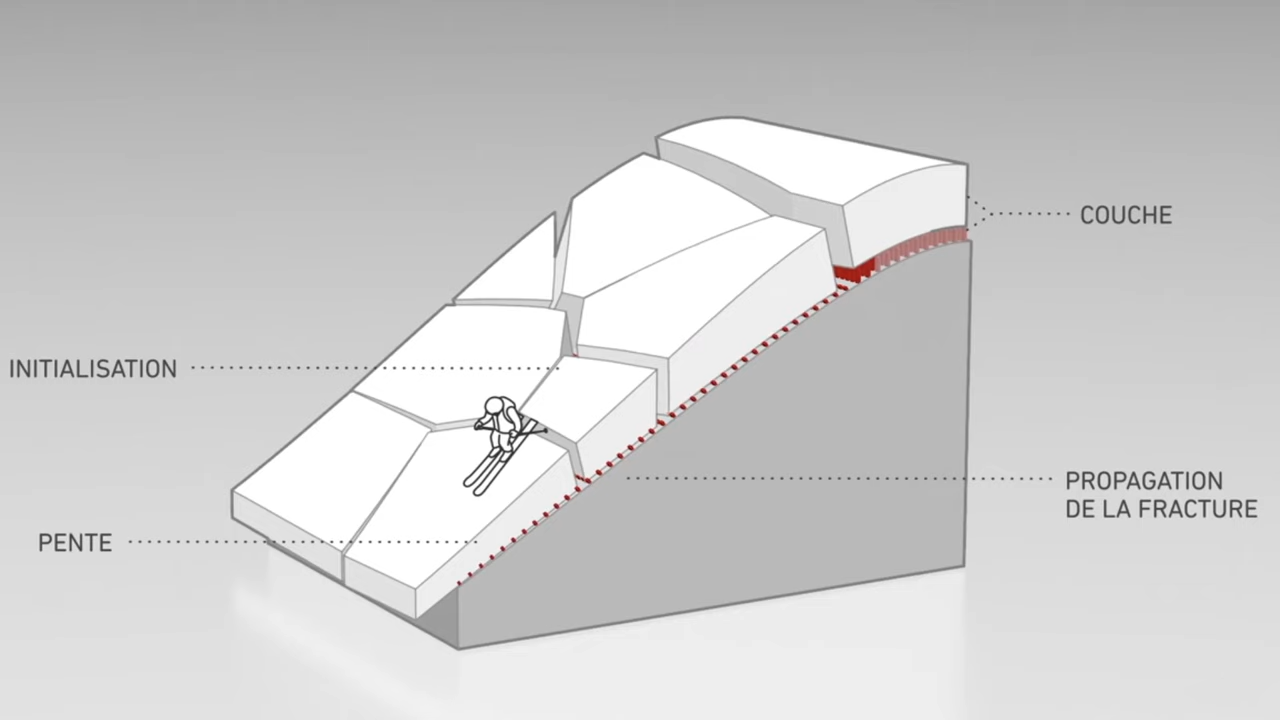 COUCHE
INITIALISATION
PROPAGATION
DE LA FRACTURE
PENTE